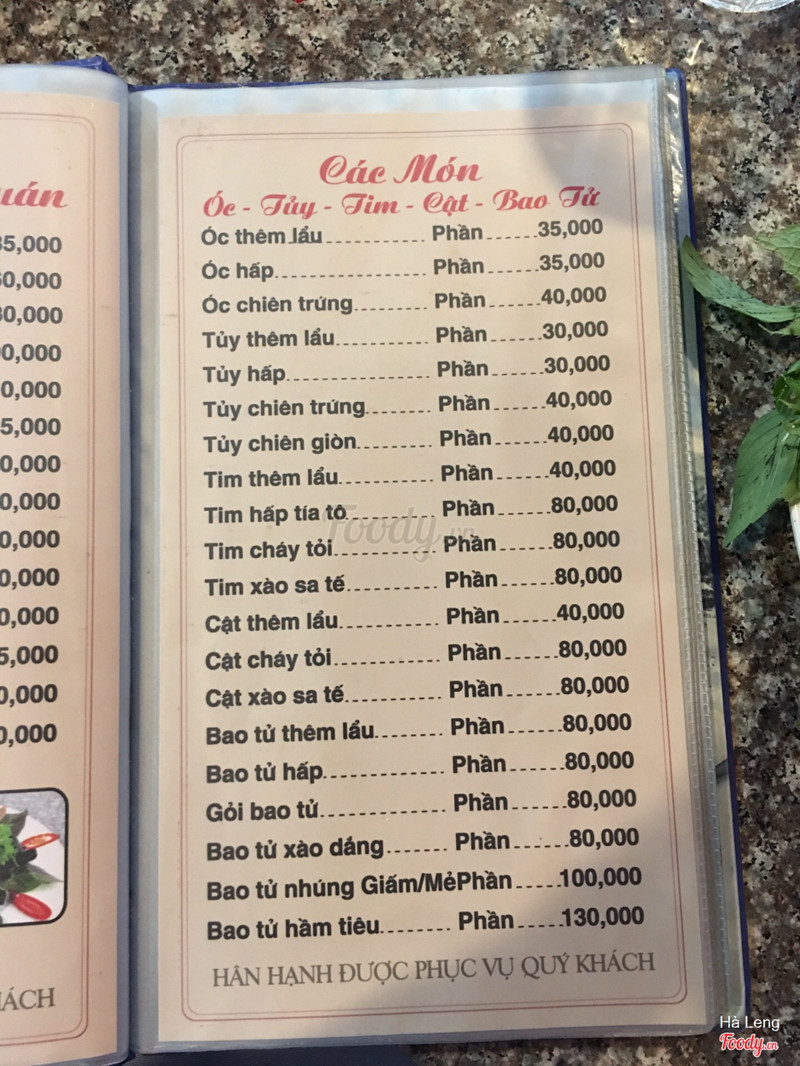 uán
35,000
60,000
30,000
0,000
0,000
5,000
0,000
0,000
0,000
0,000
0,000
5,000
0,000
0,000
HÁCH
Các Món
Óc - Tủy - Tim - Cật - Bao Tử
Óc thêm lẩu Phần 35,000
Óc hấp Phần 35,000
Óc chiên trứng Phần 40,000
Tủy thêm lẩu Phần 30,000
Tủy hấp Phần 30,000
Tủy chiên trứng Phần 40,000
Tủy chiên giòn Phần 40,000
Tim thêm lẩu Phần 40,000
Tim hấp tía tô Phần 80,000
Tim cháy tỏi Phần 80,000
Tim xào sa tế Phần 80,000
Cật thêm lẩu Phần 40,000
Cật cháy tỏi Phần 80,000
Cật xào sa tế Phần 80,000
Bao tử thêm lẩu Phần 80,000
Bao tử hấp Phần 80,000
Gỏi bao tử Phần 80,000
Bao tử xào dắng Phần 80,000
Bao tử nhúng Giấm/MẻPhần 100,000
Bao tử hầm tiêu Phần 130,000
HÂN HẠNH ĐƯỢC PHỤC VỤ QUÝ KHÁCH
Foody.vn
Hà Leng
Foody.vn